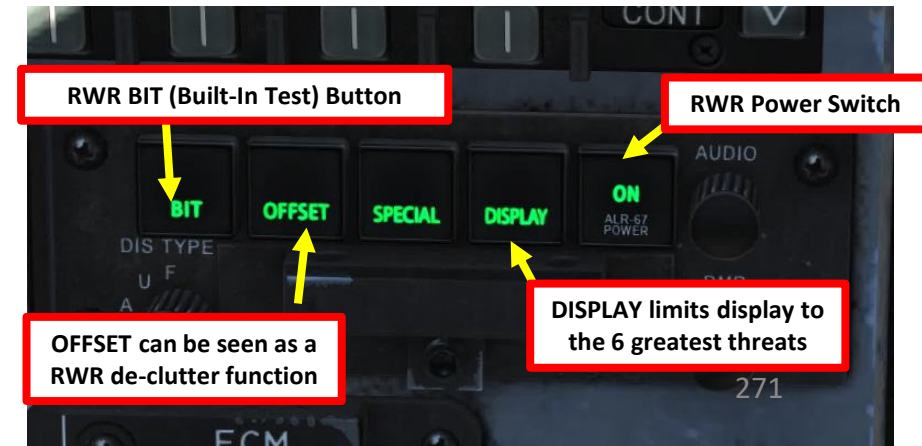 CONT
RWR BIT (Built-In Test) Button
RWR Power Switch
AUDIO
BIT
OFFSET
SPECIAL
DISPLAY
ON
ALR-67
POWER
DIS TYPE
F
U
A
OFFSET can be seen as a
RWR de-clutter function
DISPLAY limits display to
the 6 greatest threats
271
ECM